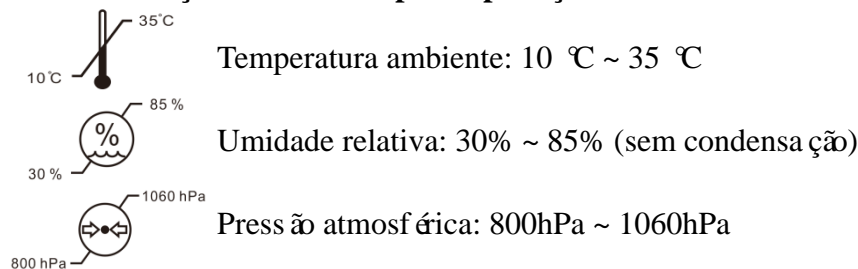 35°C
Temperatura ambiente: 10 ℃ ~ 35 ℃
10°C
85 %
%
Umidade relativa: 30% ~ 85% (sem condensação)
30 %
1060 hPa
Pressão atmosférica: 800hPa ~ 1060hPa
800 hPa